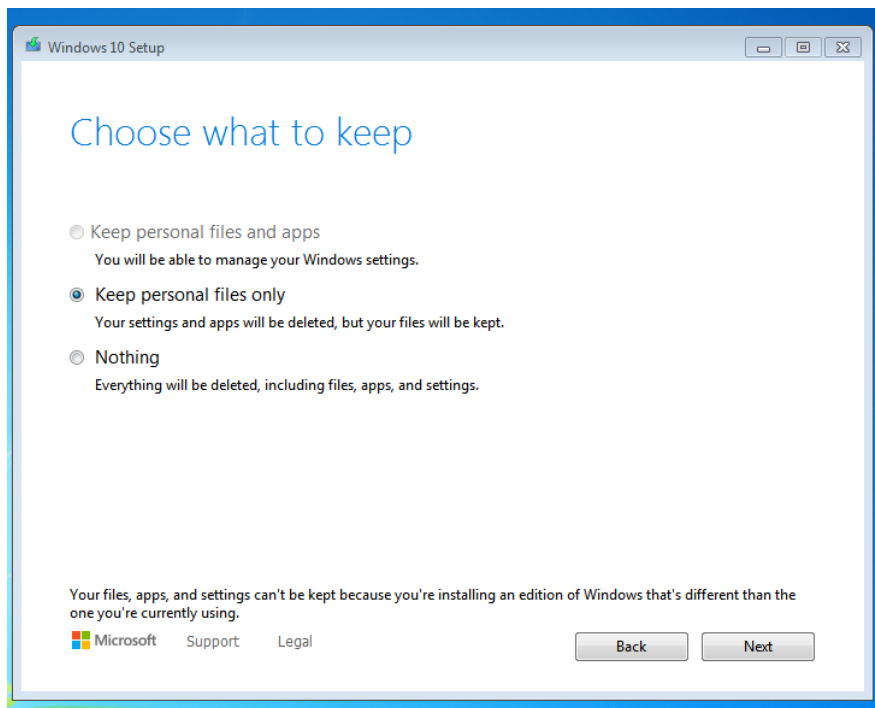 Windows 10 Setup
Choose what to keep
Keep personal files and apps
You will be able to manage your Windows settings.
Keep personal files only
Your settings and apps will be deleted, but your files will be kept.
Nothing
Everything will be deleted, including files, apps, and settings.
Your files, apps, and settings can't be kept because you're installing an edition of Windows that's different than the
one you're currently using.
Microsoft Support Legal Back Next